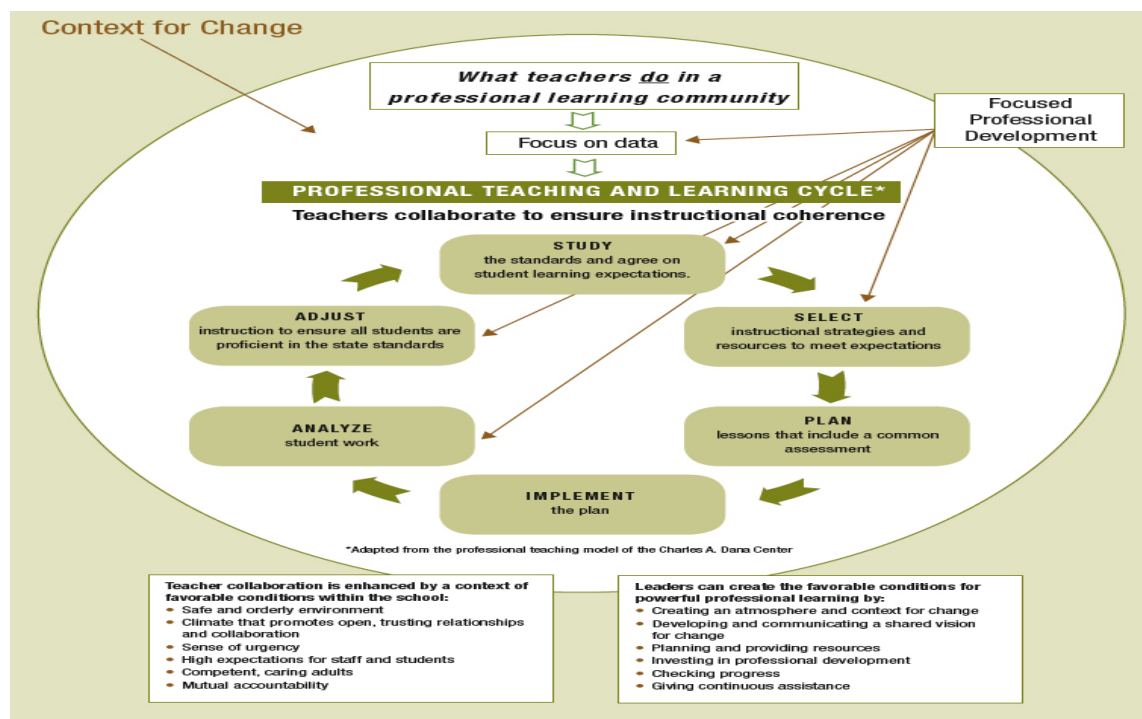 Context for Change
What teachers do in a
professional learning community
Focused
Professional
Development
Focus on data
PROFESSIONAL TEACHING AND LEARNING CYCLE*
Teachers collaborate to ensure instructional coherence
STUDY
the standards and agree on
student learning expectations.
SELECT
instructional strategies and
resources to meet expectations
PLAN
lessons that include a common
assessment
IMPLEMENT
the plan
ANALYZE
student work
ADJUST
instruction to ensure all students are
proficient in the state standards
*Adapted from the professional teaching model of the Charles A. Dana Center
Teacher collaboration is enhanced by a context of
favorable conditions within the school:
• Safe and orderly environment
• Climate that promotes open, trusting relationships
and collaboration
• Sense of urgency
• High expectations for staff and students
• Competent, caring adults
• Mutual accountability
Leaders can create the favorable conditions for
powerful professional learning by:
• Creating an atmosphere and context for change
• Developing and communicating a shared vision
for change
• Planning and providing resources
• Investing in professional development
• Checking progress
• Giving continuous assistance